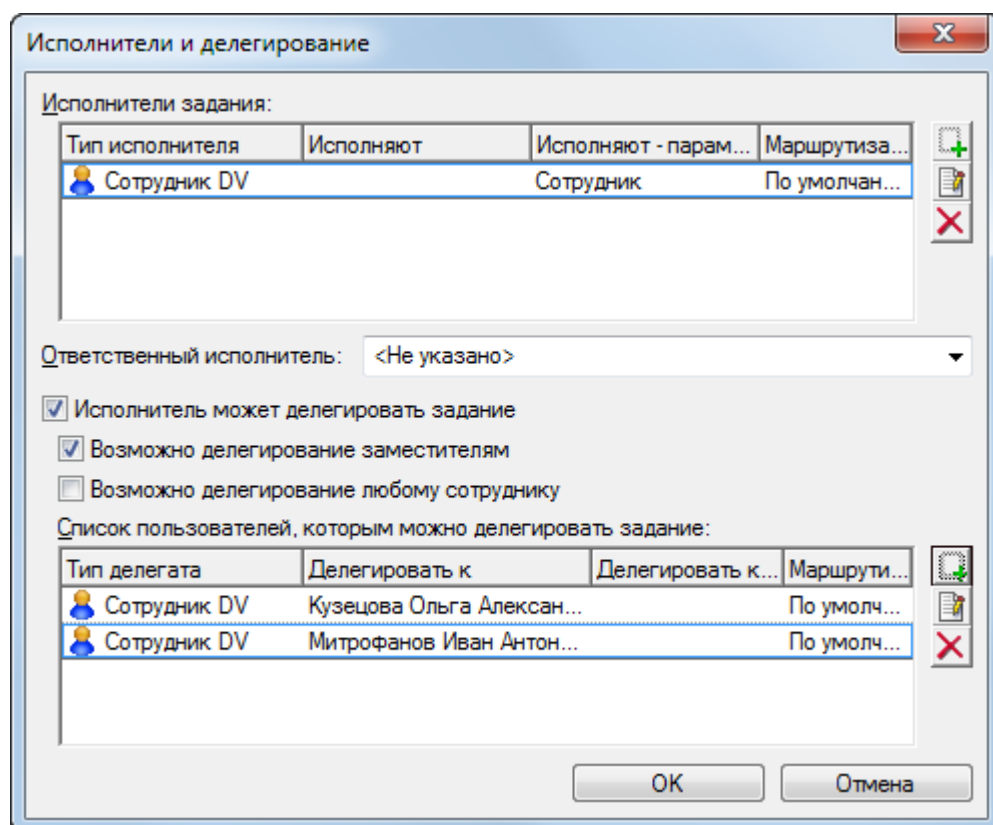 Исполнители и делегирование
Исполнители задания:
Тип исполнителя Исполняют Исполняют - парам... Маршрутиза...
Сотрудник DV Сотрудник По умолчан...
Ответственный исполнитель: <Не указано>
Исполнитель может делегировать задание
Возможно делегирование заместителям
Возможно делегирование любому сотруднику
Список пользователей, которым можно делегировать задание:
Тип делегата Делегировать к Делегировать к... Маршрути...
Сотрудник DV Кузецова Ольга Алексан... По умолч...
Сотрудник DV Митрофанов Иван Антон... По умолч...
OK Отмена